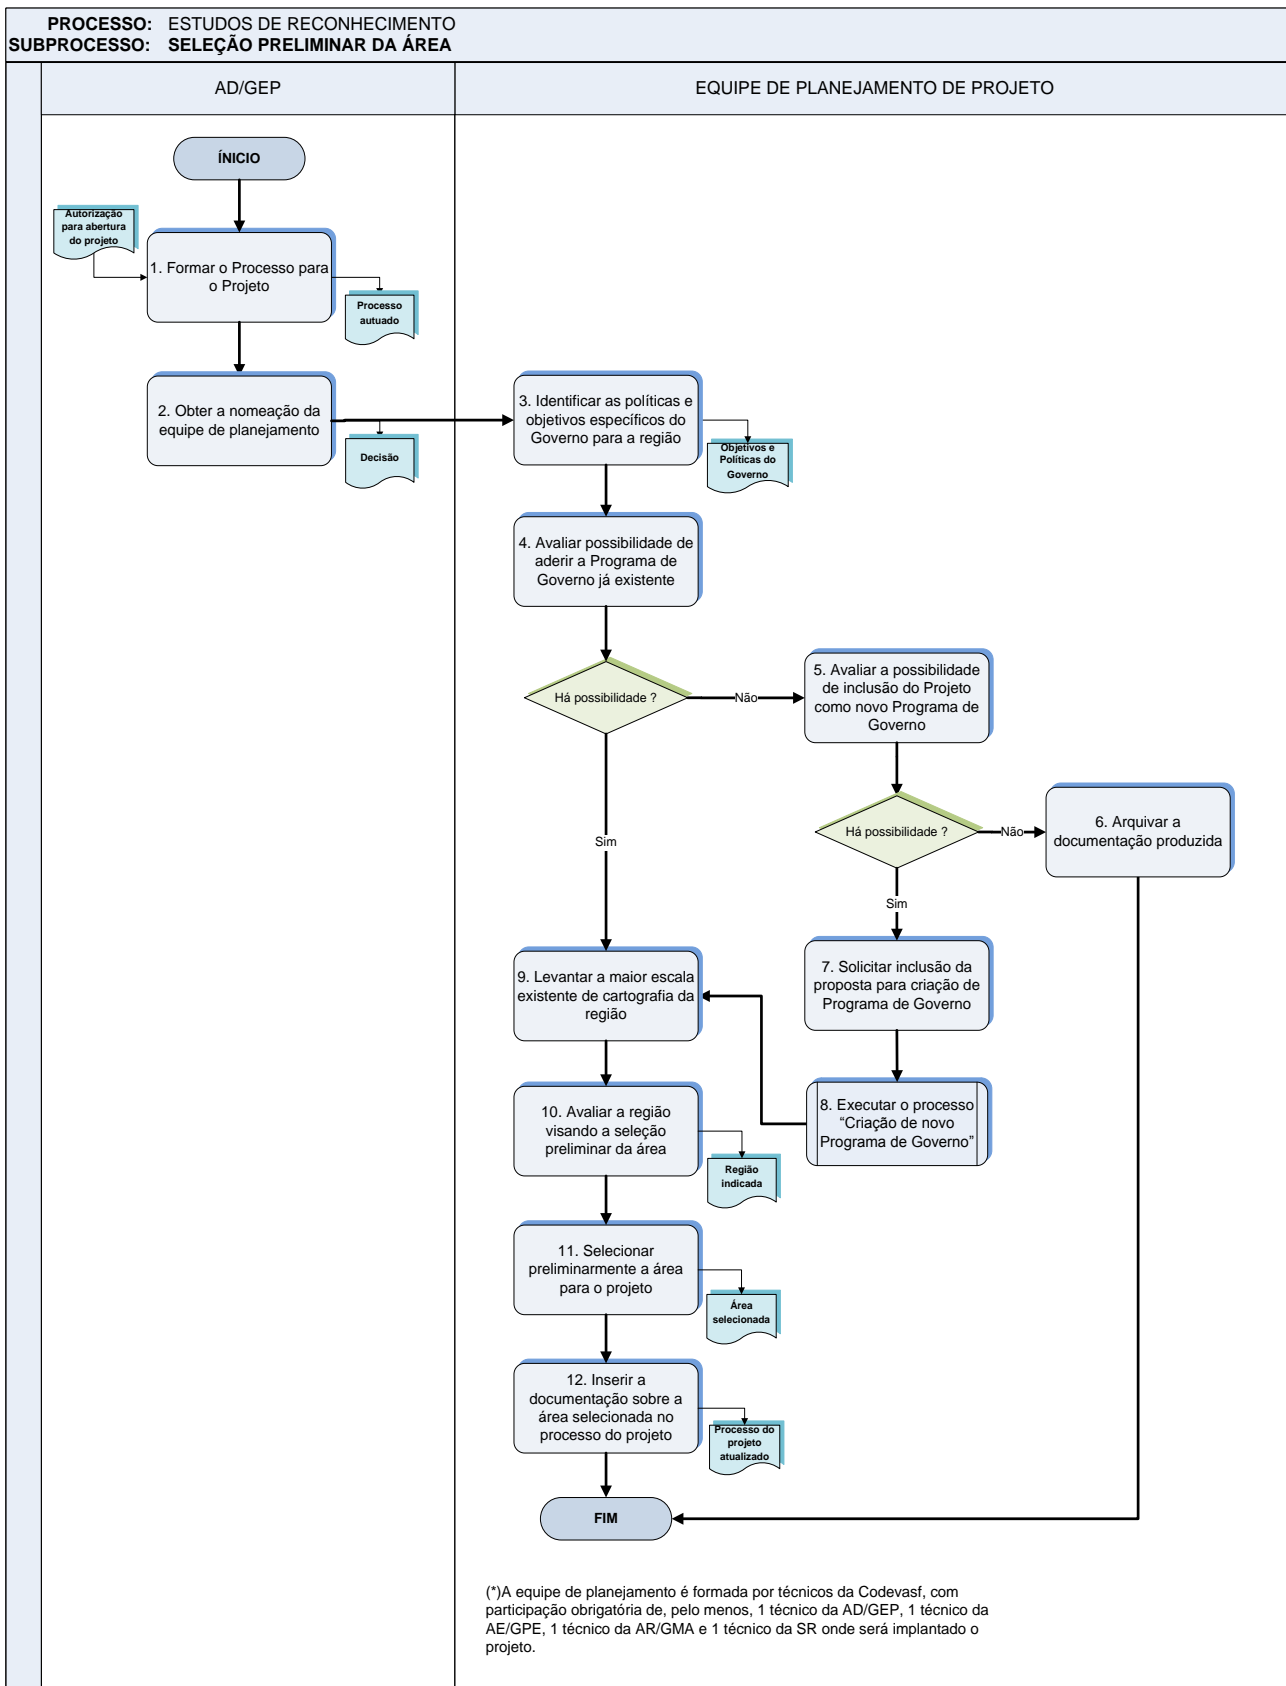 PROCESSO: ESTUDOS DE RECONHECIMENTO
SUBPROCESSO: SELEÇÃO PRELIMINAR DA ÁREA
AD/GEP
EQUIPE DE PLANEJAMENTO DE PROJETO
ÍNICIO
Autorização
para abertura
do projeto
1. Formar o Processo para
o Projeto
Processo
autuado
2. Obter a nomeação da
equipe de planejamento
Decisão
3. Identificar as políticas e
objetivos específicos do
Governo para a região
Objetivos e
Políticas do
Governo
4. Avaliar possibilidade de
aderir a Programa de
Governo já existente
Há possibilidade ?
Não
5. Avaliar a possibilidade
de inclusão do Projeto
como novo Programa de
Governo
Sim
Há possibilidade ?
Não
6. Arquivar a
documentação produzida
Sim
7. Solicitar inclusão da
proposta para criação de
Programa de Governo
8. Executar o processo
“Criação de novo
Programa de Governo”
9. Levantar a maior escala
existente de cartografia da
região
10. Avaliar a região
visando a seleção
preliminar da área
Região
indicada
11. Selecionar
preliminarmente a área
para o projeto
Área
selecionada
12. Inserir a
documentação sobre a
área selecionada no
processo do projeto
Processo do
projeto
atualizado
FIM
(*)A equipe de planejamento é formada por técnicos da Codevasf, com
participação obrigatória de, pelo menos, 1 técnico da AD/GEP, 1 técnico da
AE/GPE, 1 técnico da AR/GMA e 1 técnico da SR onde será implantado o
projeto.